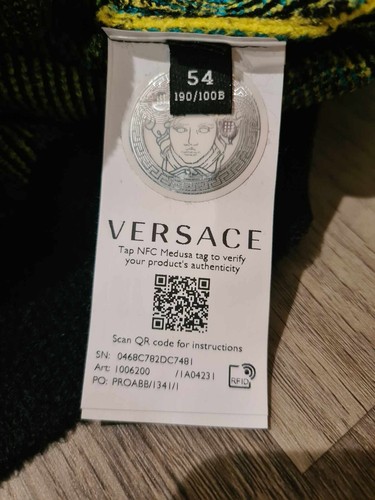 54
190/100B
VERSACE
Tap NFC Medusa tag to verify
your product's authenticity
Scan QR code for instructions
SN: 0468C782DC7481
Art: 1006200 /1A04231
PO: PROABB/1341/1
RFID